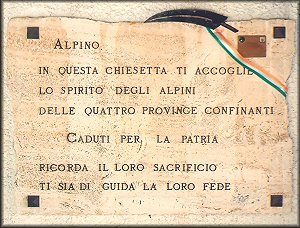 ALPINO,
IN QUESTA CHIESETTA TI ACCOGLIE
LO SPIRITO DEGLI ALPINI
DELLE QUATTRO PROVINCE CONFINANTI
CADUTI PER LA PATRIA
RICORDA IL LORO SACRIFICIO
TI SIA DI GUIDA LA LORO FEDE